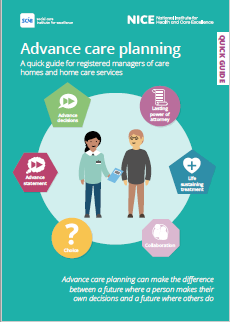 scie
social care
institute for excellence
NICE National Institute for
Health and Care Excellence
QUICK GUIDE
Advance care planning
A quick guide for registered managers of care
homes and home care services
Advance
decisions
Lasting
power of
attorney
Advance
statement
Life
sustaining
treatment
Choice
Collaboration
Advance care planning can make the difference
between a future where a person makes their
own decisions and a future where others do